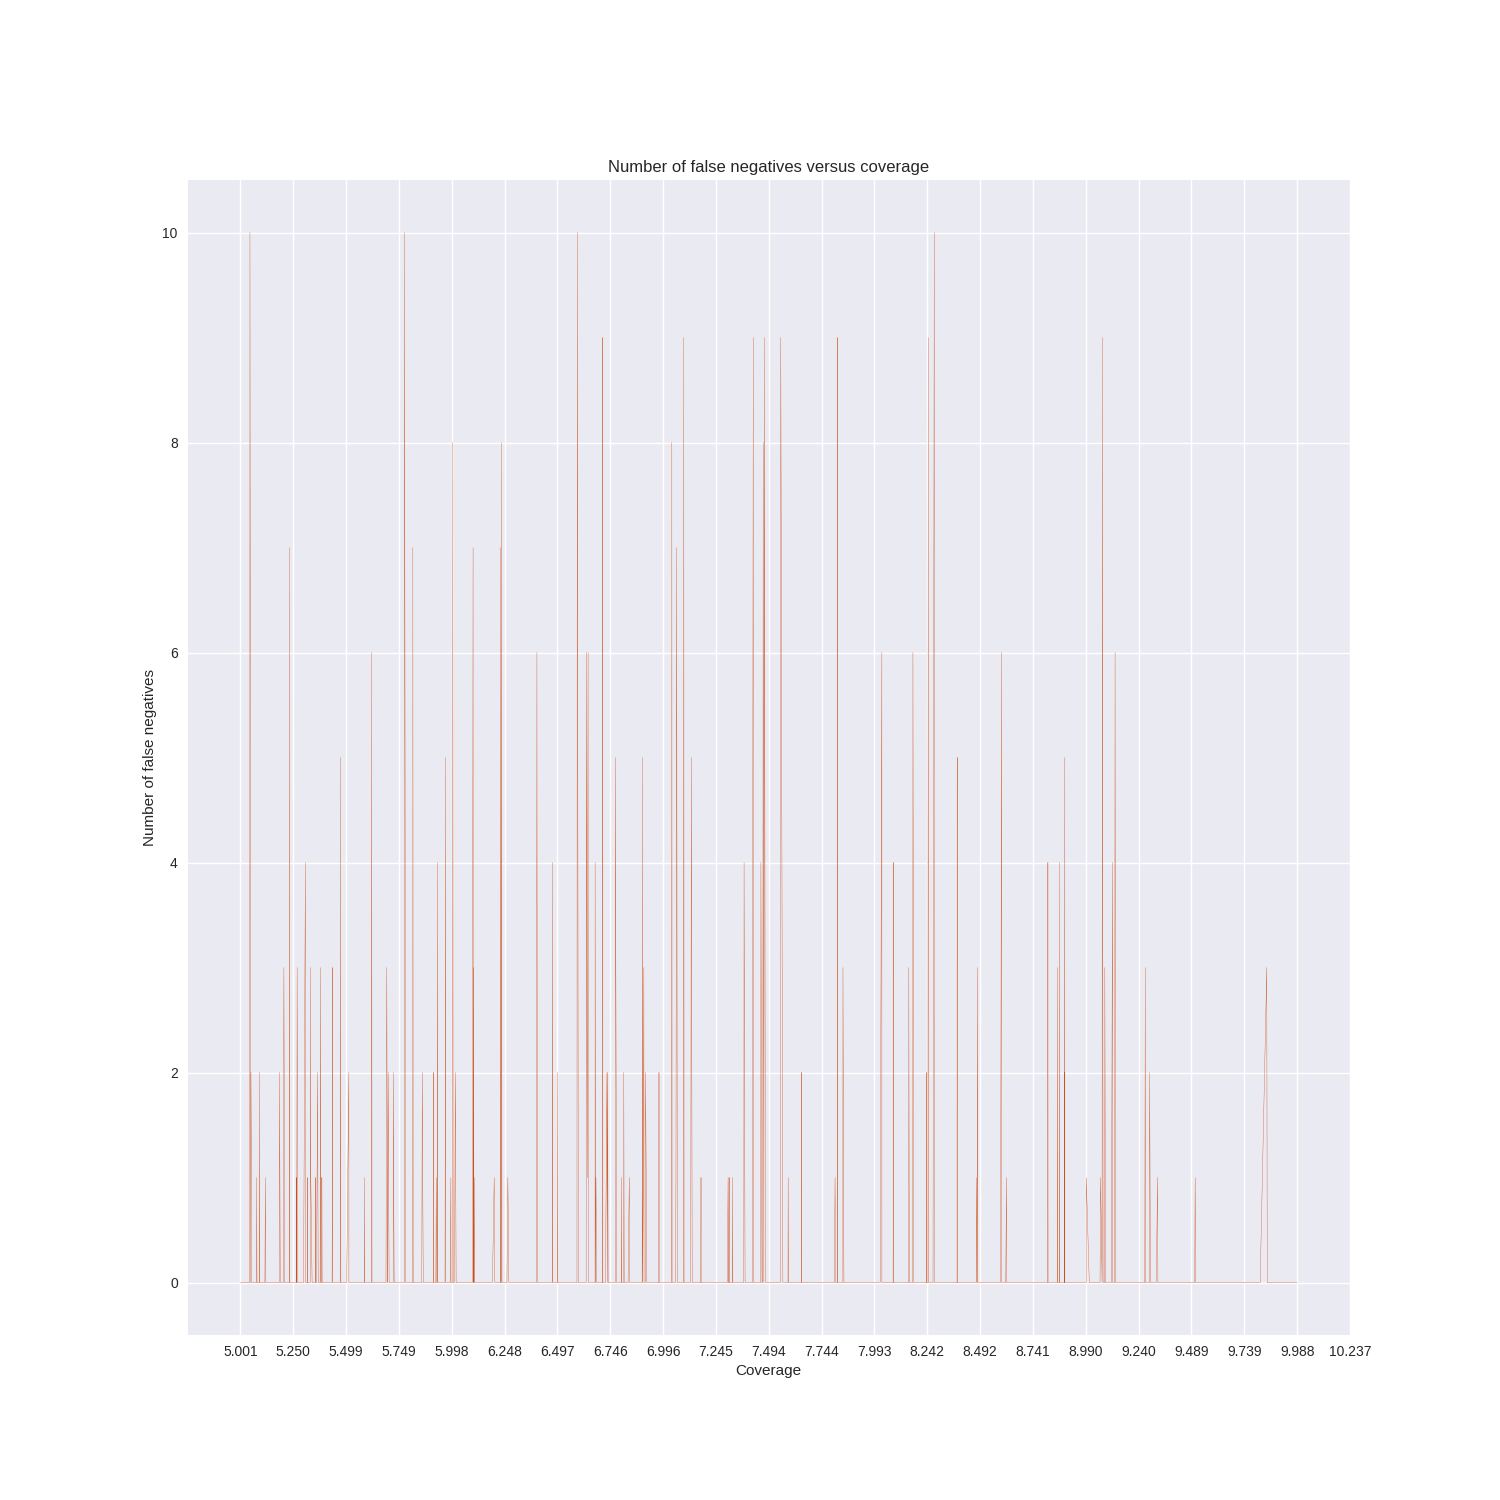 Number of false negatives versus coverage
10
8
6
4
2
0
Number of false negatives
5.001 5.250 5.499 5.749 5.998 6.248 6.497 6.746 6.996 7.245 7.494 7.744 7.993 8.242 8.492 8.741 8.990 9.240 9.489 9.739 9.988 10.237
Coverage